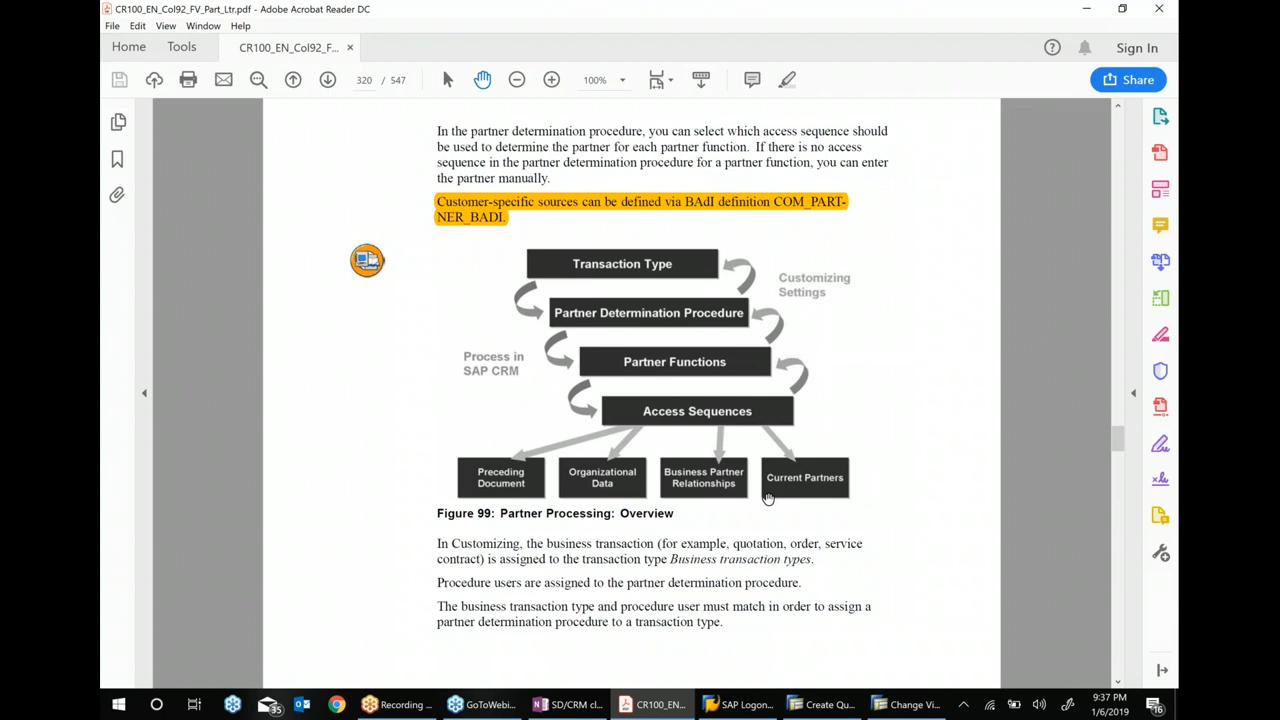 CR100_EN_Col92_FV_Part_Ltr.pdf - Adobe Acrobat Reader DC
File Edit View Window Help
Home Tools CR100_EN_Col92_F... × Sign In
320 / 547 100% Share
In the partner determination procedure, you can select which access sequence should
be used to determine the partner for each partner function. If there is no access
sequence in the partner determination procedure for a partner function, you can enter
the partner manually.
Customer-specific sources can be defined via BAdI definition COM_PART-
NER_BADI.
Transaction Type
Customizing
Settings
Partner Determination Procedure
Process in
SAP CRM
Partner Functions
Access Sequences
Preceding
Document
Organizational
Data
Business Partner
Relationships
Current Partners
Figure 99: Partner Processing: Overview
In Customizing, the business transaction (for example, quotation, order, service
contract) is assigned to the transaction type Business transaction types.
Procedure users are assigned to the partner determination procedure.
The business transaction type and procedure user must match in order to assign a
partner determination procedure to a transaction type.
35 Recording ... GoToWebi... SD/CRM cl... CR100_EN... SAP Logon... Create Qu... Change Vi... 9:37 PM
1/6/2019 16